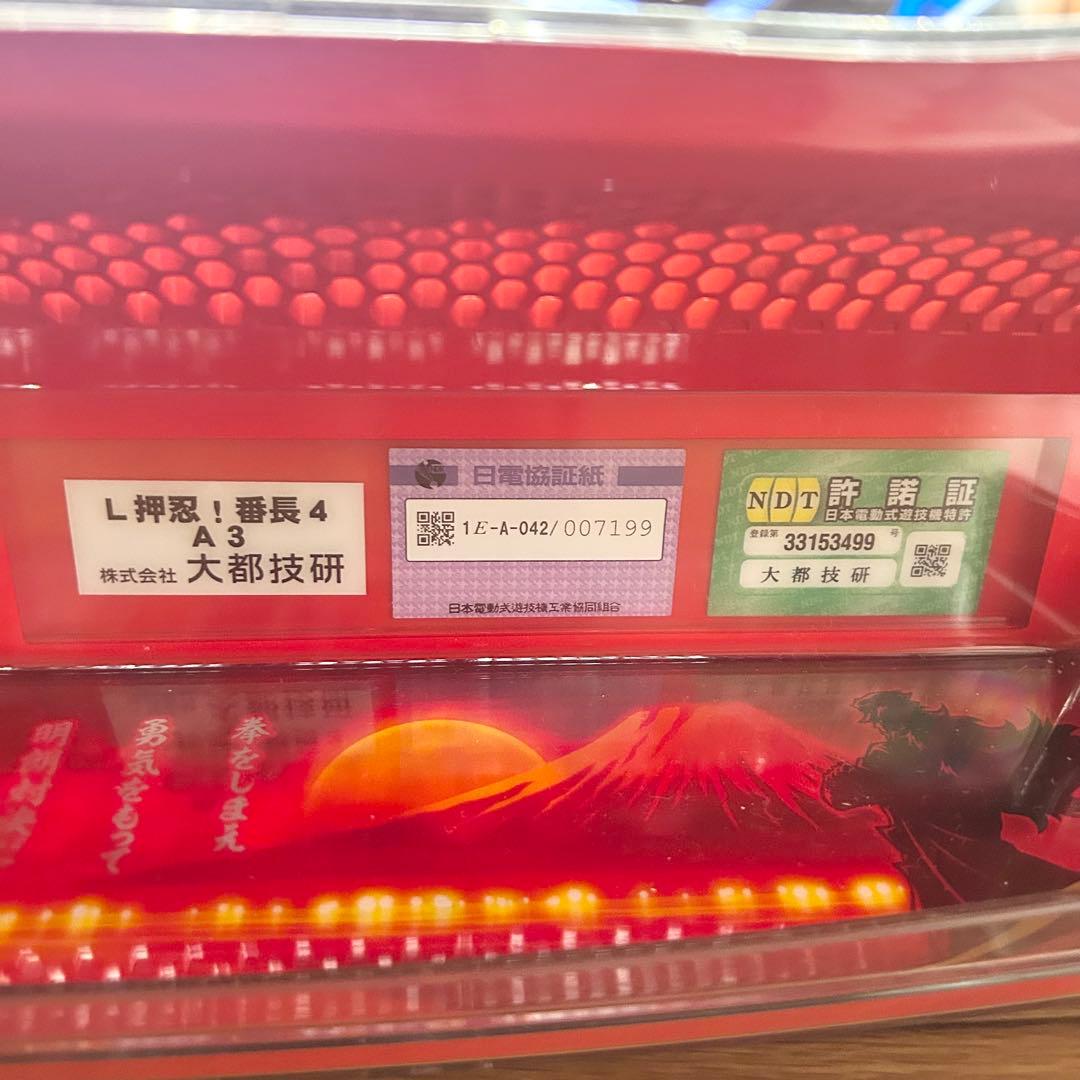 L押忍！番長4
A3
株式会社 大都技研
日電協証紙
1E-A-042/007199
日本電動式遊技機工業協同組合
NDT 許諾証
日本電動式遊技機特許
登録第 33153499 号
大都技研
拳をしまえ
勇気をもって